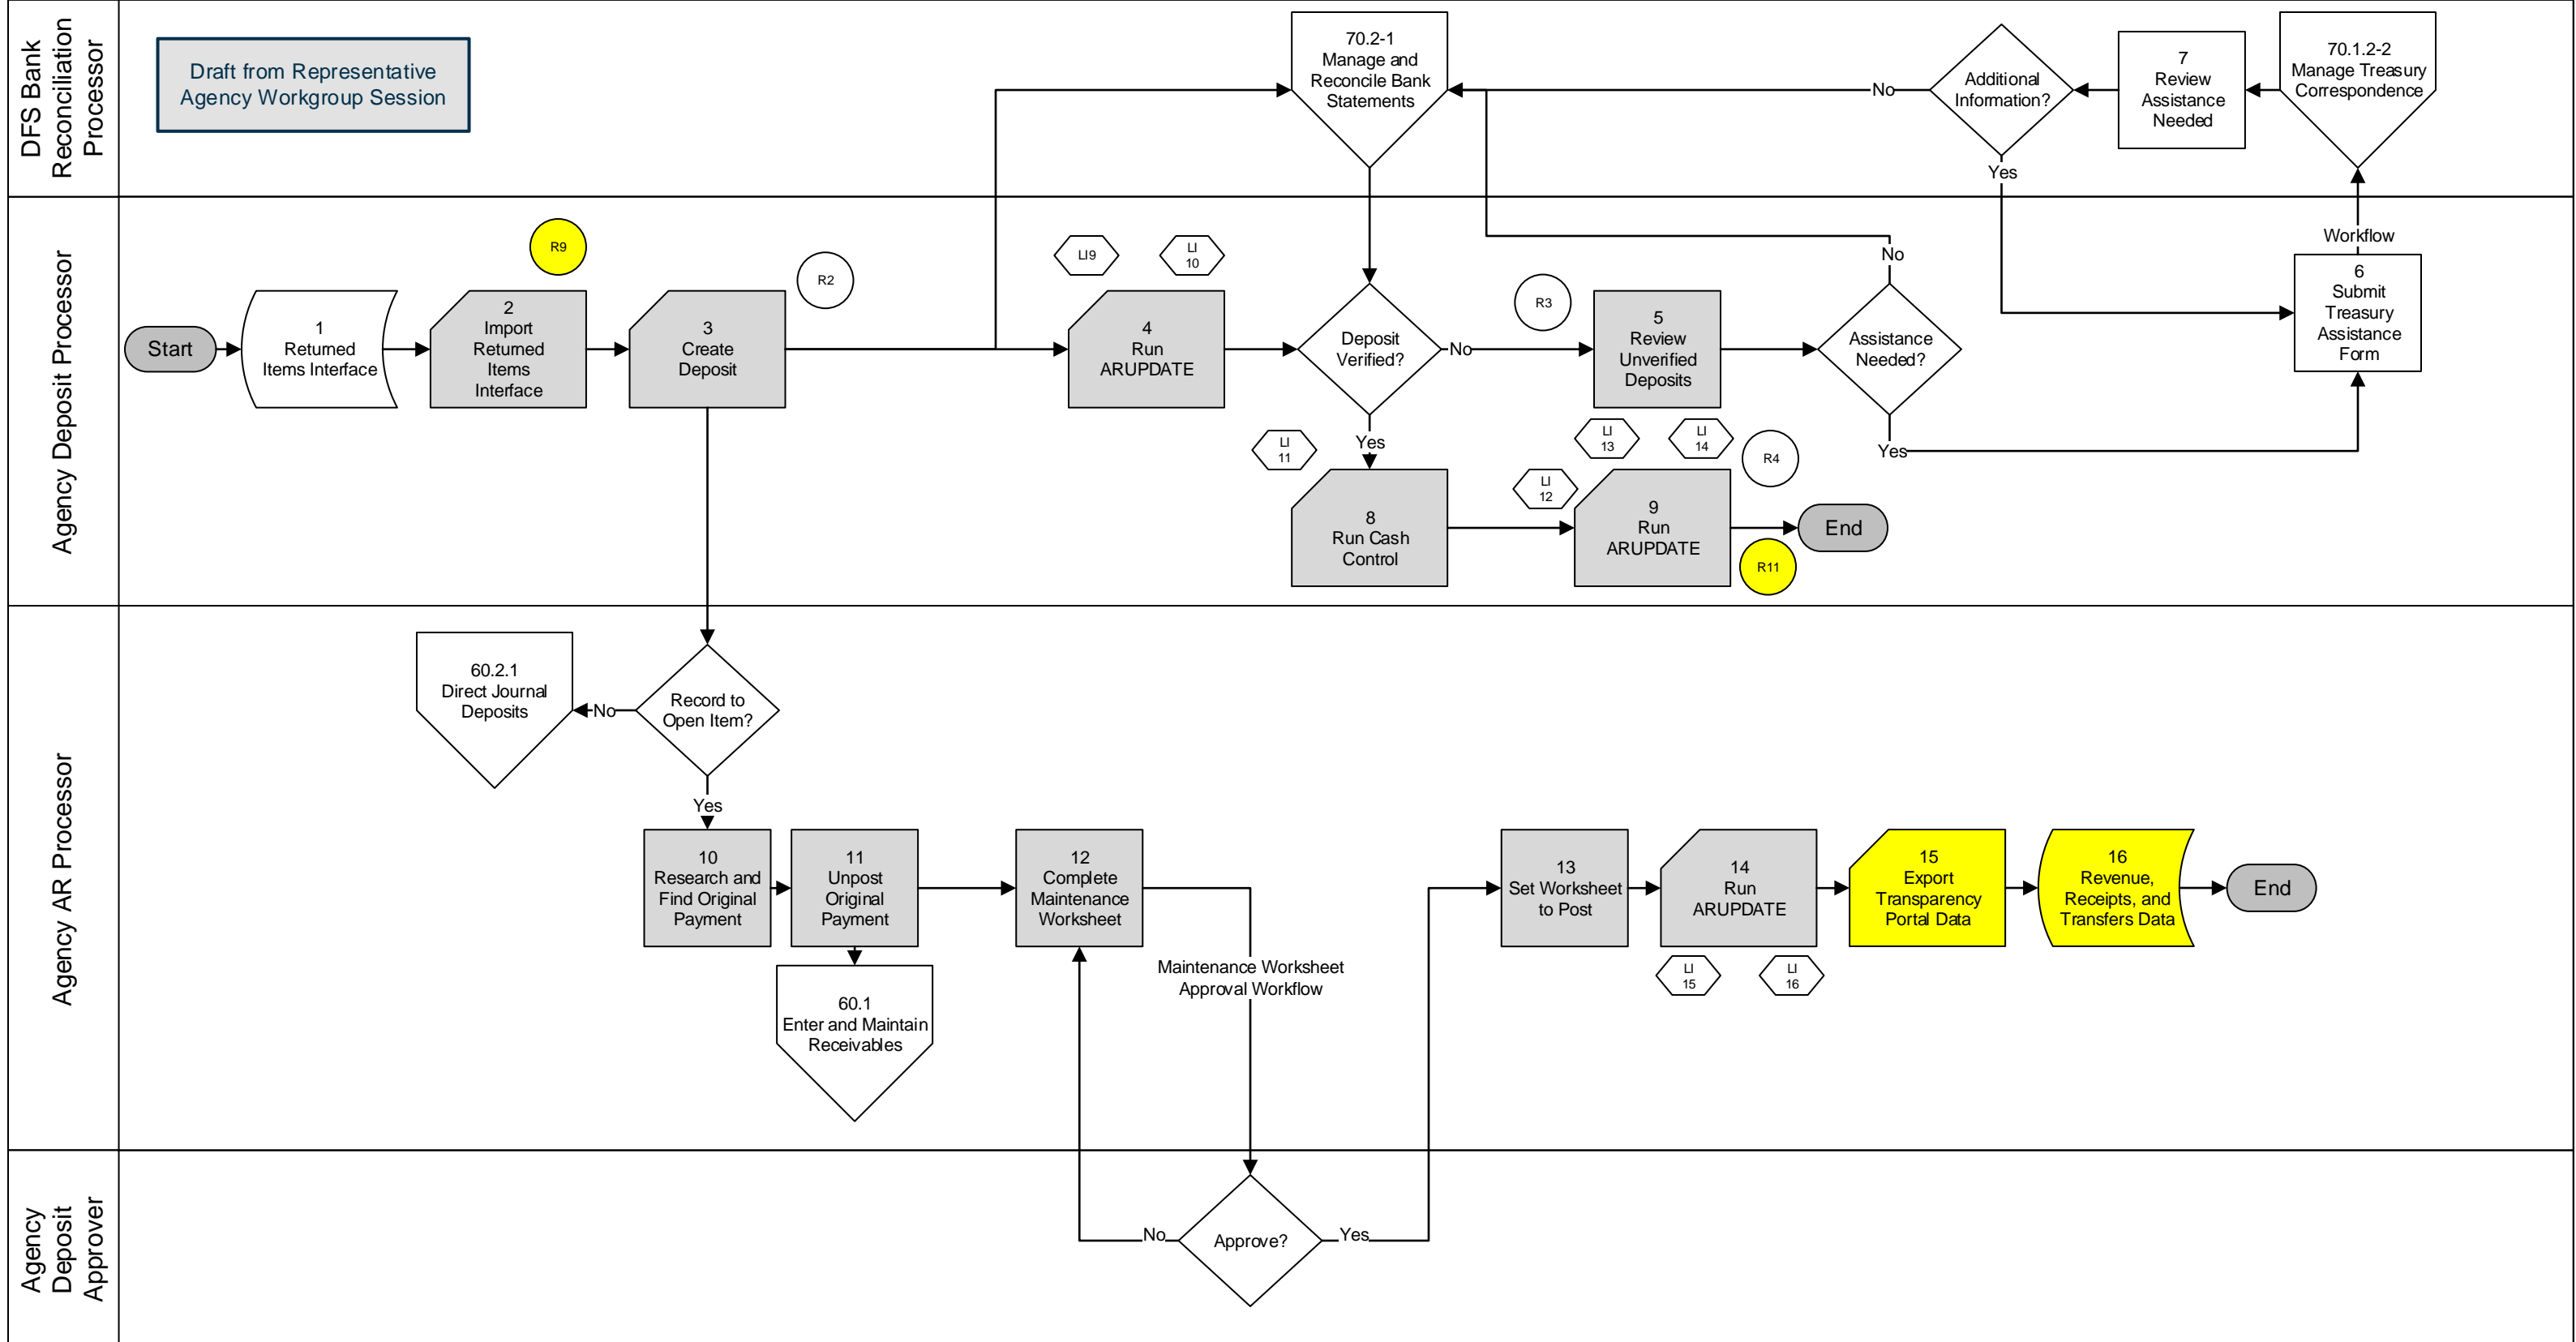 DFS Bank
Reconciliation
Processor
Draft from Representative
Agency Workgroup Session
70.2-1
Manage and
Reconcile Bank
Statements
No
Additional
Information?
Yes
7
Review
Assistance
Needed
70.1.2-2
Manage Treasury
Correspondence
Agency Deposit Processor
Start
1
Returned
Items Interface
R9
2
Import
Returned
Items
Interface
3
Create
Deposit
R2
LI9
LI
10
4
Run
ARUPDATE
Deposit
Verified?
No
Yes
R3
5
Review
Unverified
Deposits
No
Assistance
Needed?
Yes
Workflow
6
Submit
Treasury
Assistance
Form
LI
11
8
Run Cash
Control
LI
12
LI
13
LI
14
R4
9
Run
ARUPDATE
End
R11
Agency AR Processor
60.2.1
Direct Journal
Deposits
No
Record to
Open Item?
Yes
10
Research and
Find Original
Payment
11
Unpost
Original
Payment
60.1
Enter and Maintain
Receivables
12
Complete
Maintenance
Worksheet
Maintenance Worksheet
Approval Workflow
13
Set Worksheet
to Post
14
Run
ARUPDATE
LI
15
LI
16
15
Export
Transparency
Portal Data
16
Revenue,
Receipts, and
Transfers Data
End
Agency
Deposit
Approver
No
Approve?
Yes